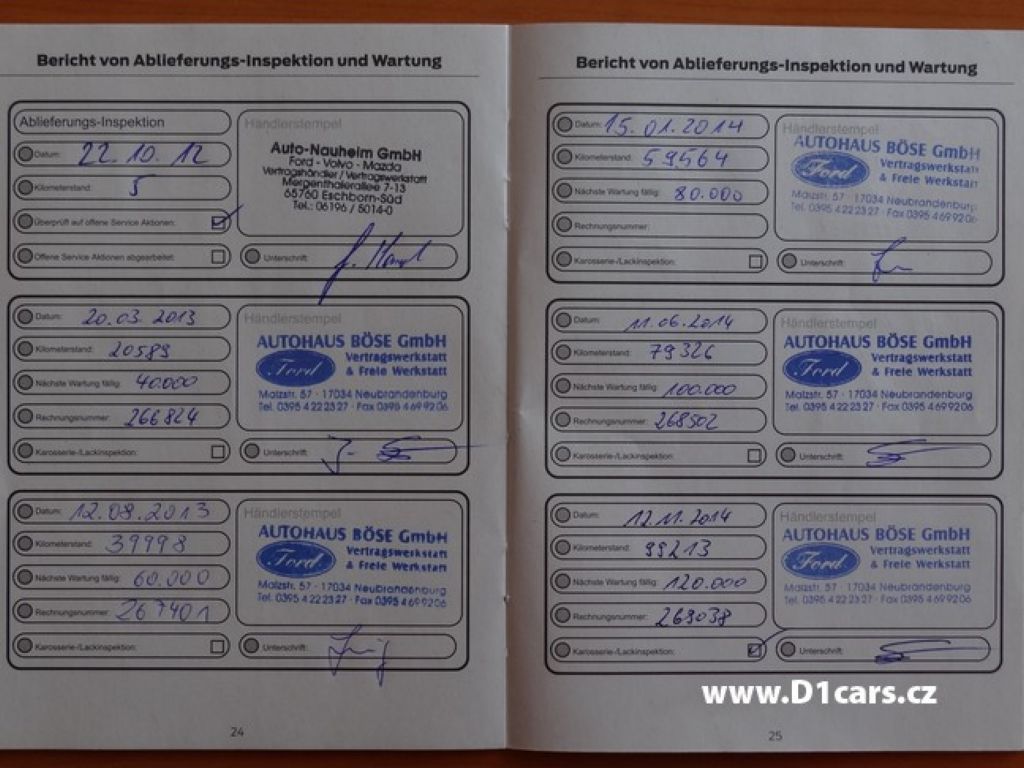 Bericht von Ablieferungs-Inspektion und Wartung
Ablieferungs-Inspektion
Datum: 22.10.12
Kilometerstand: 5
Überprüft auf offene Service Aktionen:
Offene Service Aktionen abgearbeitet:
Händlerstempel
Auto-Nauheim GmbH
Ford - Volvo - Mazda
Vertragshändler / Vertragswerkstatt
Mergenthalerallee 7-13
65760 Eschborn-Süd
Tel.: 06196 / 5014-0
Unterschrift:
Datum: 20.03.2013
Kilometerstand: 20589
Nächste Wartung fällig: 40.000
Rechnungsnummer: 266824
Karosserie-/Lackinspektion:
Händlerstempel
AUTOHAUS BÖSE GmbH
Ford
Vertragswerkstatt
& Freie Werkstatt
Malzstr. 57 · 17034 Neubrandenburg
Tel. 0395 4 22 23 27 · Fax 0395 4 69 92 06
Unterschrift:
Datum: 12.08.2013
Kilometerstand: 39998
Nächste Wartung fällig: 60.000
Rechnungsnummer: 267401
Karosserie-/Lackinspektion:
Händlerstempel
AUTOHAUS BÖSE GmbH
Ford
Vertragswerkstatt
& Freie Werkstatt
Malzstr. 57 · 17034 Neubrandenburg
Tel. 0395 4 22 23 27 · Fax 0395 4 69 92 06
Unterschrift:
24
Bericht von Ablieferungs-Inspektion und Wartung
Datum: 15.01.2014
Kilometerstand: 59564
Nächste Wartung fällig: 80.000
Rechnungsnummer:
Karosserie-/Lackinspektion:
Händlerstempel
AUTOHAUS BÖSE GmbH
Ford
Vertragswerkstatt
& Freie Werkstatt
Malzstr. 57 · 17034 Neubrandenburg
Tel. 0395 4 22 23 27 · Fax 0395 4 69 92 06
Unterschrift:
Datum: 11.06.2014
Kilometerstand: 79326
Nächste Wartung fällig: 100.000
Rechnungsnummer: 268502
Karosserie-/Lackinspektion:
Händlerstempel
AUTOHAUS BÖSE GmbH
Ford
Vertragswerkstatt
& Freie Werkstatt
Malzstr. 57 · 17034 Neubrandenburg
Tel. 0395 4 22 23 27 · Fax 0395 4 69 92 06
Unterschrift:
Datum: 12.11.2014
Kilometerstand: 99213
Nächste Wartung fällig: 120.000
Rechnungsnummer: 269038
Karosserie-/Lackinspektion:
Händlerstempel
AUTOHAUS BÖSE GmbH
Ford
Vertragswerkstatt
& Freie Werkstatt
Malzstr. 57 · 17034 Neubrandenburg
Tel. 0395 4 22 23 27 · Fax 0395 4 69 92 06
Unterschrift:
www.D1cars.cz
25